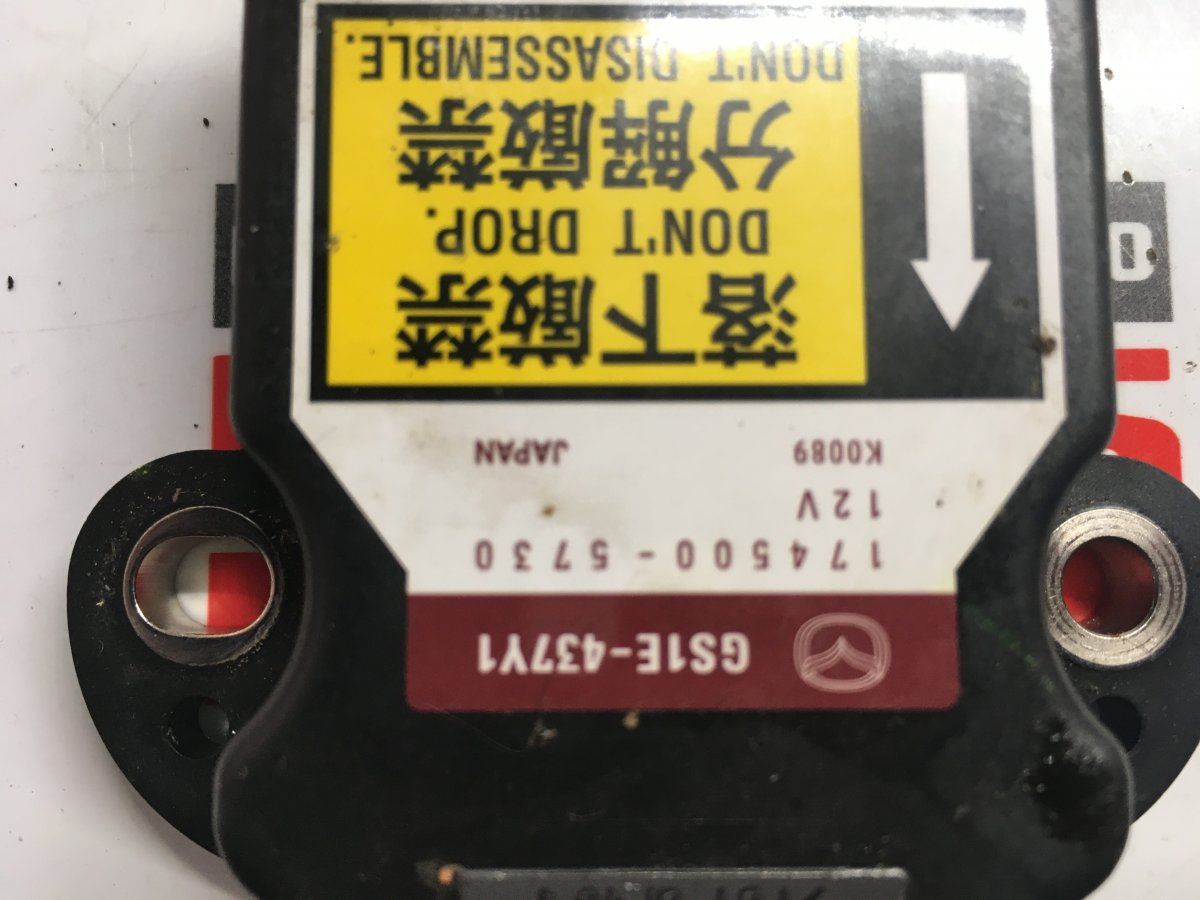 GS1E-437Y1
174500-5730
12V
K0089 JAPAN
落下厳禁
DON'T DROP.
分解厳禁
DON'T DISASSEMBLE.